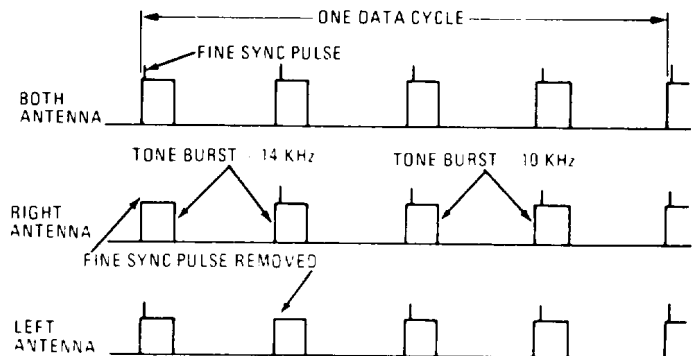 ONE DATA CYCLE
FINE SYNC PULSE
BOTH
ANTENNA
TONE BURST - 14 KHz
TONE BURST 10 KHz
RIGHT
ANTENNA
FINE SYNC PULSE REMOVED
LEFT
ANTENNA